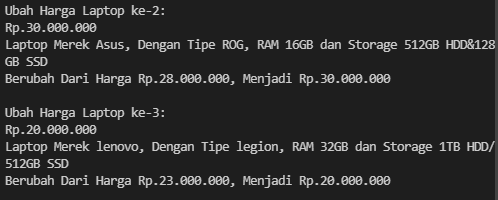 Ubah Harga Laptop ke-2:
Rp.30.000.000
Laptop Merek Asus, Dengan Tipe ROG, RAM 16GB dan Storage 512GB HDD&128
GB SSD
Berubah Dari Harga Rp.28.000.000, Menjadi Rp.30.000.000
Ubah Harga Laptop ke-3:
Rp.20.000.000
Laptop Merek lenovo, Dengan Tipe legion, RAM 32GB dan Storage 1TB HDD/
512GB SSD
Berubah Dari Harga Rp.23.000.000, Menjadi Rp.20.000.000